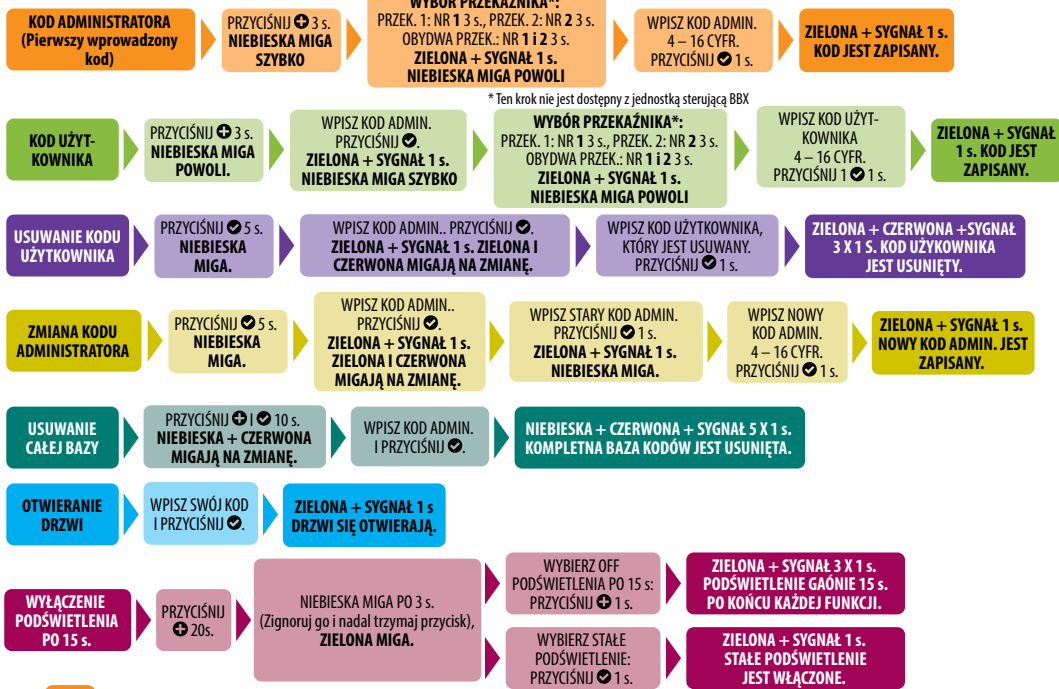 KOD ADMINISTRATORA
(Pierwszy wprowadzony
kod)
PRZYCIŚNIJ ➕ 3 s.
NIEBIESKA MIGA
SZYBKO
WYBÓR PRZEKAŹNIKA*:
PRZEK. 1: NR 1 3 s., PRZEK. 2: NR 2 3 s.
OBYDWA PRZEK.: NR 1 i 2 3 s.
ZIELONA + SYGNAŁ 1 s.
NIEBIESKA MIGA POWOLI
WPISZ KOD ADMIN.
4 – 16 CYFR.
PRZYCIŚNIJ ✔ 1 s.
ZIELONA + SYGNAŁ 1 s.
KOD JEST ZAPISANY.
* Ten krok nie jest dostępny z jednostką sterującą BBX
KOD UŻYT-
KOWNIKA
PRZYCIŚNIJ ➕ 3 s.
NIEBIESKA MIGA
POWOLI.
WPISZ KOD ADMIN.
PRZYCIŚNIJ ✔.
ZIELONA + SYGNAŁ 1 s.
NIEBIESKA MIGA SZYBKO
WYBÓR PRZEKAŹNIKA*:
PRZEK. 1: NR 1 3 s., PRZEK. 2: NR 2 3 s.
OBYDWA PRZEK.: NR 1 i 2 3 s.
ZIELONA + SYGNAŁ 1 s.
NIEBIESKA MIGA POWOLI
WPISZ KOD UŻYT-
KOWNIKA
4 – 16 CYFR.
PRZYCIŚNIJ 1 ✔ 1 s.
ZIELONA + SYGNAŁ
1 s. KOD JEST
ZAPISANY.
USUWANIE KODU
UŻYTKOWNIKA
PRZYCIŚNIJ ✔ 5 s.
NIEBIESKA
MIGA.
WPISZ KOD ADMIN.. PRZYCIŚNIJ ✔.
ZIELONA + SYGNAŁ 1 s. ZIELONA I
CZERWONA MIGAJĄ NA ZMIANĘ.
WPISZ KOD UŻYTKOWNIKA,
KTÓRY JEST USUWANY.
PRZYCIŚNIJ ✔ 1 s.
ZIELONA + CZERWONA +SYGNAŁ
3 X 1 S. KOD UŻYKOWNIKA
JEST USUNIĘTY.
ZMIANA KODU
ADMINISTRATORA
PRZYCIŚNIJ ✔ 5 s.
NIEBIESKA
MIGA.
WPISZ KOD ADMIN..
PRZYCIŚNIJ ✔.
ZIELONA + SYGNAŁ 1 s.
ZIELONA I CZERWONA
MIGAJĄ NA ZMIANĘ.
WPISZ STARY KOD ADMIN.
PRZYCIŚNIJ ✔ 1 s.
ZIELONA + SYGNAŁ 1 s.
NIEBIESKA MIGA.
WPISZ NOWY
KOD ADMIN.
4 – 16 CYFR.
PRZYCIŚNIJ ✔ 1 s.
ZIELONA + SYGNAŁ 1 s.
NOWY KOD ADMIN. JEST
ZAPISANY.
USUWANIE
CAŁEJ BAZY
PRZYCIŚNIJ ➕ I ✔ 10 s.
NIEBIESKA + CZERWONA
MIGAJĄ NA ZMIANĘ.
WPISZ KOD ADMIN.
I PRZYCIŚNIJ ✔.
NIEBIESKA + CZERWONA + SYGNAŁ 5 X 1 s.
KOMPLETNA BAZA KODÓW JEST USUNIĘTA.
OTWIERANIE
DRZWI
WPISZ SWÓJ KOD
I PRZYCIŚNIJ ✔.
ZIELONA + SYGNAŁ 1 s
DRZWI SIĘ OTWIERAJĄ.
WYŁĄCZENIE
PODŚWIETLENIA
PO 15 s.
PRZYCIŚNIJ
➕ 20s.
NIEBIESKA MIGA PO 3 s.
(Zignoruj go i nadal trzymaj przycisk),
ZIELONA MIGA.
WYBIERZ OFF
PODŚWIETLENIA PO 15 s:
PRZYCIŚNIJ ➕ 1 s.
ZIELONA + SYGNAŁ 3 X 1 s.
PODŚWIETLENIE GAÓNIE 15 s.
PO KOŃCU KAŻDEJ FUNKCJI.
WYBIERZ STAŁE
PODŚWIETLENIE:
PRZYCIŚNIJ ✔ 1 s.
ZIELONA + SYGNAŁ 1 s.
STAŁE PODŚWIETLENIE
JEST WŁĄCZONE.